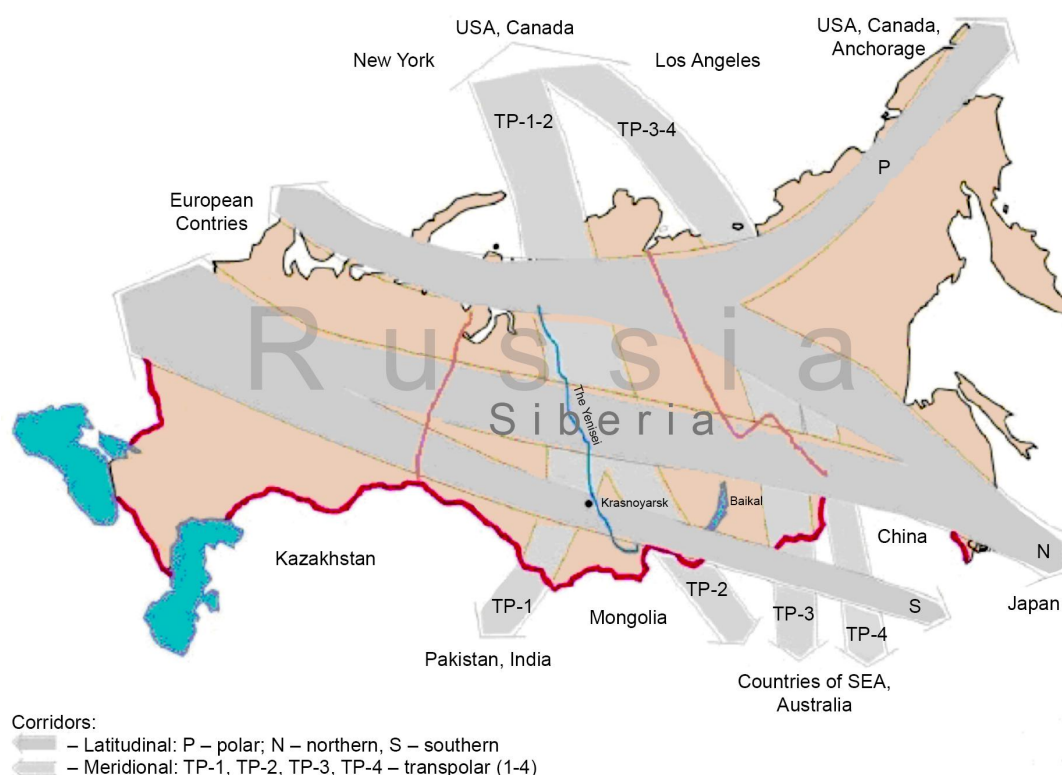 USA, Canada
New York
Los Angeles
USA, Canada,
Anchorage
TP-1-2
TP-3-4
P
European
Contries
Russia
Siberia
The Yenisei
Krasnoyarsk
Baikal
Kazakhstan
China
N
Japan
TP-1
TP-2
TP-3
TP-4
S
Mongolia
Pakistan, India
Countries of SEA,
Australia
Corridors:
– Latitudinal: P – polar; N – northern, S – southern
– Meridional: TP-1, TP-2, TP-3, TP-4 – transpolar (1-4)